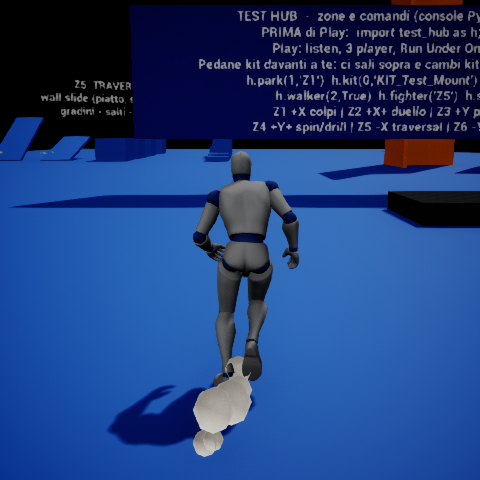 TEST HUB - zone e comandi (console Py
PRIMA di Play: import test_hub as h;
Play: listen, 3 player, Run Under On
Pedane kit davanti a te: ci sali sopra e cambi kit
h.park(1,'Z1') h.kit(0,'KIT_Test_Mount')
h.walker(2,True) h.fighter('Z5') h.s
Z1 +X colpi | Z2 +X+ duello | Z3 +Y p
Z4 +Y+ spin/drill | Z5 -X traversal | Z6 -Y
Z5 TRAVERS
wall slide (piatto, s
gradini - salti -